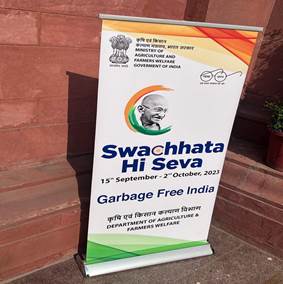 कृषि एवं किसान
कल्याण मंत्रालय, भारत सरकार
MINISTRY OF
AGRICULTURE AND
FARMERS WELFARE
GOVERNMENT OF INDIA
Swachhata
Hi Seva
15th September - 2nd October, 2023
Garbage Free India
कृषि एवं किसान कल्याण विभाग
DEPARTMENT OF AGRICULTURE &
FARMERS WELFARE